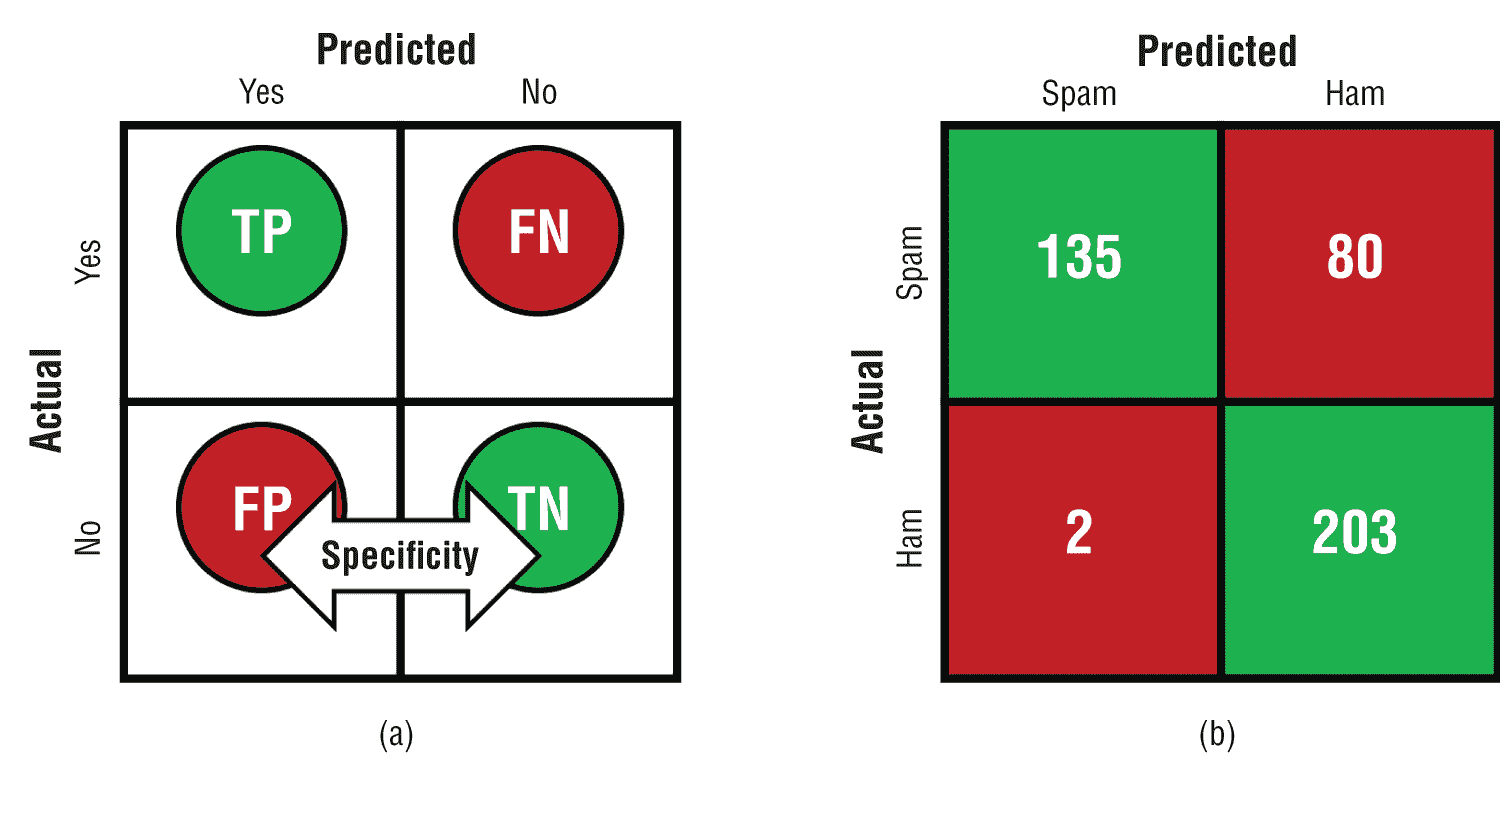 Predicted
Yes No
Actual
Yes
TP FN
No
FP TN
Specificity
(a)
Predicted
Spam Ham
Actual
Spam
135 80
Ham
2 203
(b)